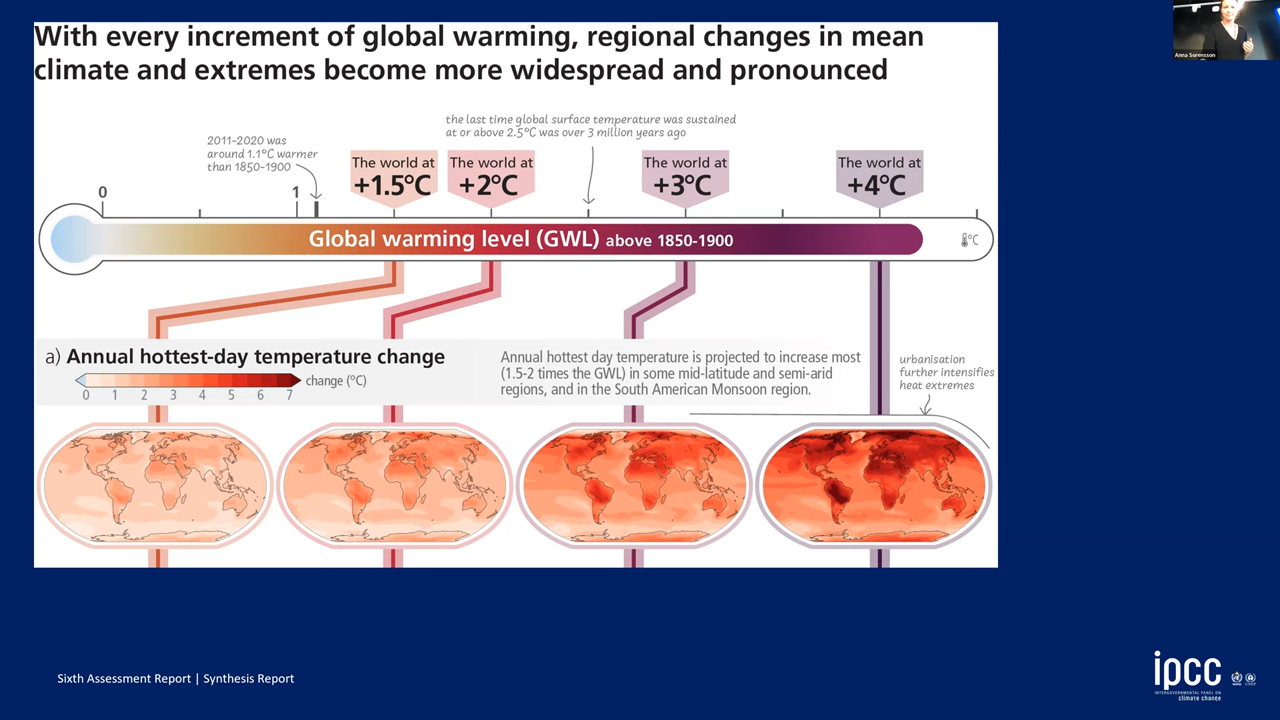 Anna Sorensson
With every increment of global warming, regional changes in mean
climate and extremes become more widespread and pronounced
the last time global surface temperature was sustained
at or above 2.5°C was over 3 million years ago
2011-2020 was
around 1.1°C warmer
than 1850-1900
The world at
+1.5°C
The world at
+2°C
The world at
+3°C
The world at
+4°C
0
1
Global warming level (GWL) above 1850-1900
°C
a) Annual hottest-day temperature change
change (°C)
0 1 2 3 4 5 6 7
Annual hottest day temperature is projected to increase most
(1.5-2 times the GWL) in some mid-latitude and semi-arid
regions, and in the South American Monsoon region.
urbanisation
further intensifies
heat extremes
Sixth Assessment Report | Synthesis Report
ipcc
INTERGOVERNMENTAL PANEL ON
climate change